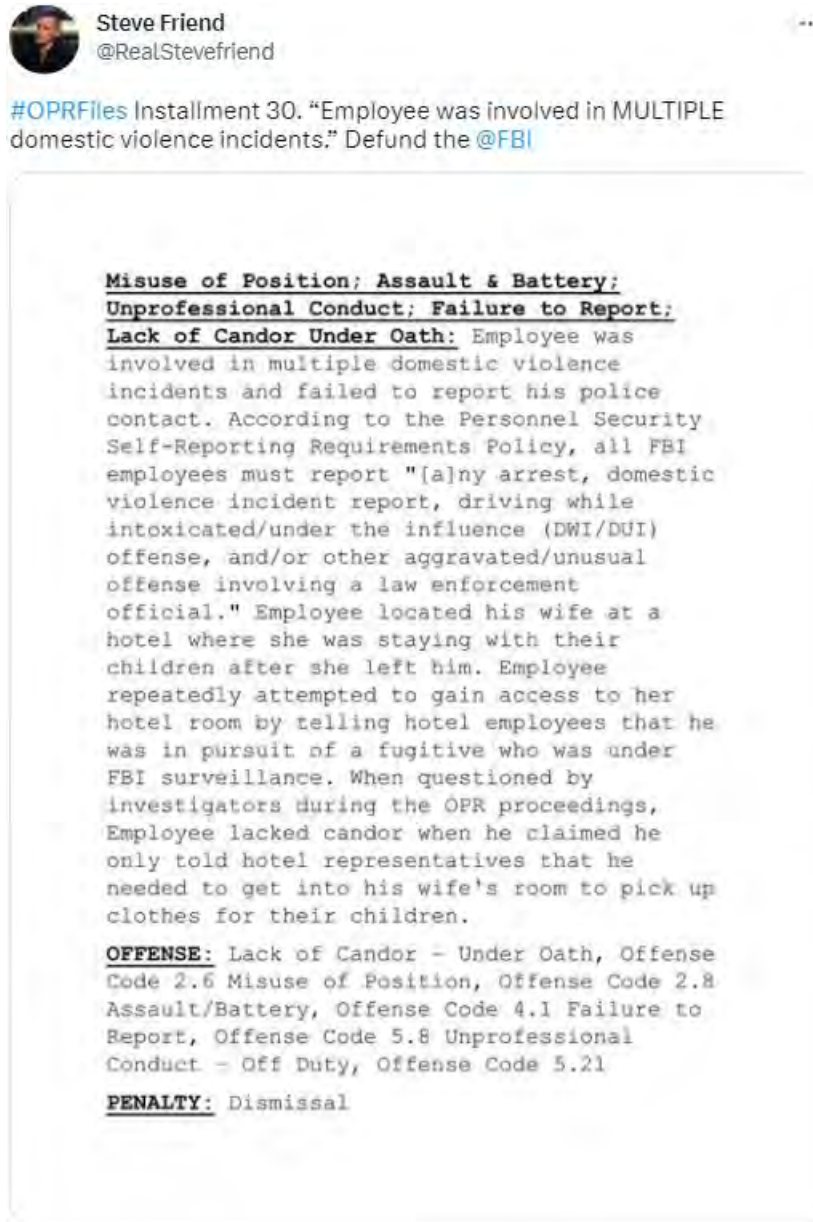 Steve Friend
@RealStevefriend
#OPRFiles Installment 30. “Employee was involved in MULTIPLE
domestic violence incidents.” Defund the @FBI
Misuse of Position; Assault & Battery;
Unprofessional Conduct; Failure to Report;
Lack of Candor Under Oath: Employee was
involved in multiple domestic violence
incidents and failed to report his police
contact. According to the Personnel Security
Self-Reporting Requirements Policy, all FBI
employees must report "[a]ny arrest, domestic
violence incident report, driving while
intoxicated/under the influence (DWI/DUI)
offense, and/or other aggravated/unusual
offense involving a law enforcement
official." Employee located his wife at a
hotel where she was staying with their
children after she left him. Employee
repeatedly attempted to gain access to her
hotel room by telling hotel employees that he
was in pursuit of a fugitive who was under
FBI surveillance. When questioned by
investigators during the OPR proceedings,
Employee lacked candor when he claimed he
only told hotel representatives that he
needed to get into his wife's room to pick up
clothes for their children.
OFFENSE: Lack of Candor - Under Oath, Offense
Code 2.6 Misuse of Position, Offense Code 2.8
Assault/Battery, Offense Code 4.1 Failure to
Report, Offense Code 5.8 Unprofessional
Conduct - Off Duty, Offense Code 5.21
PENALTY: Dismissal